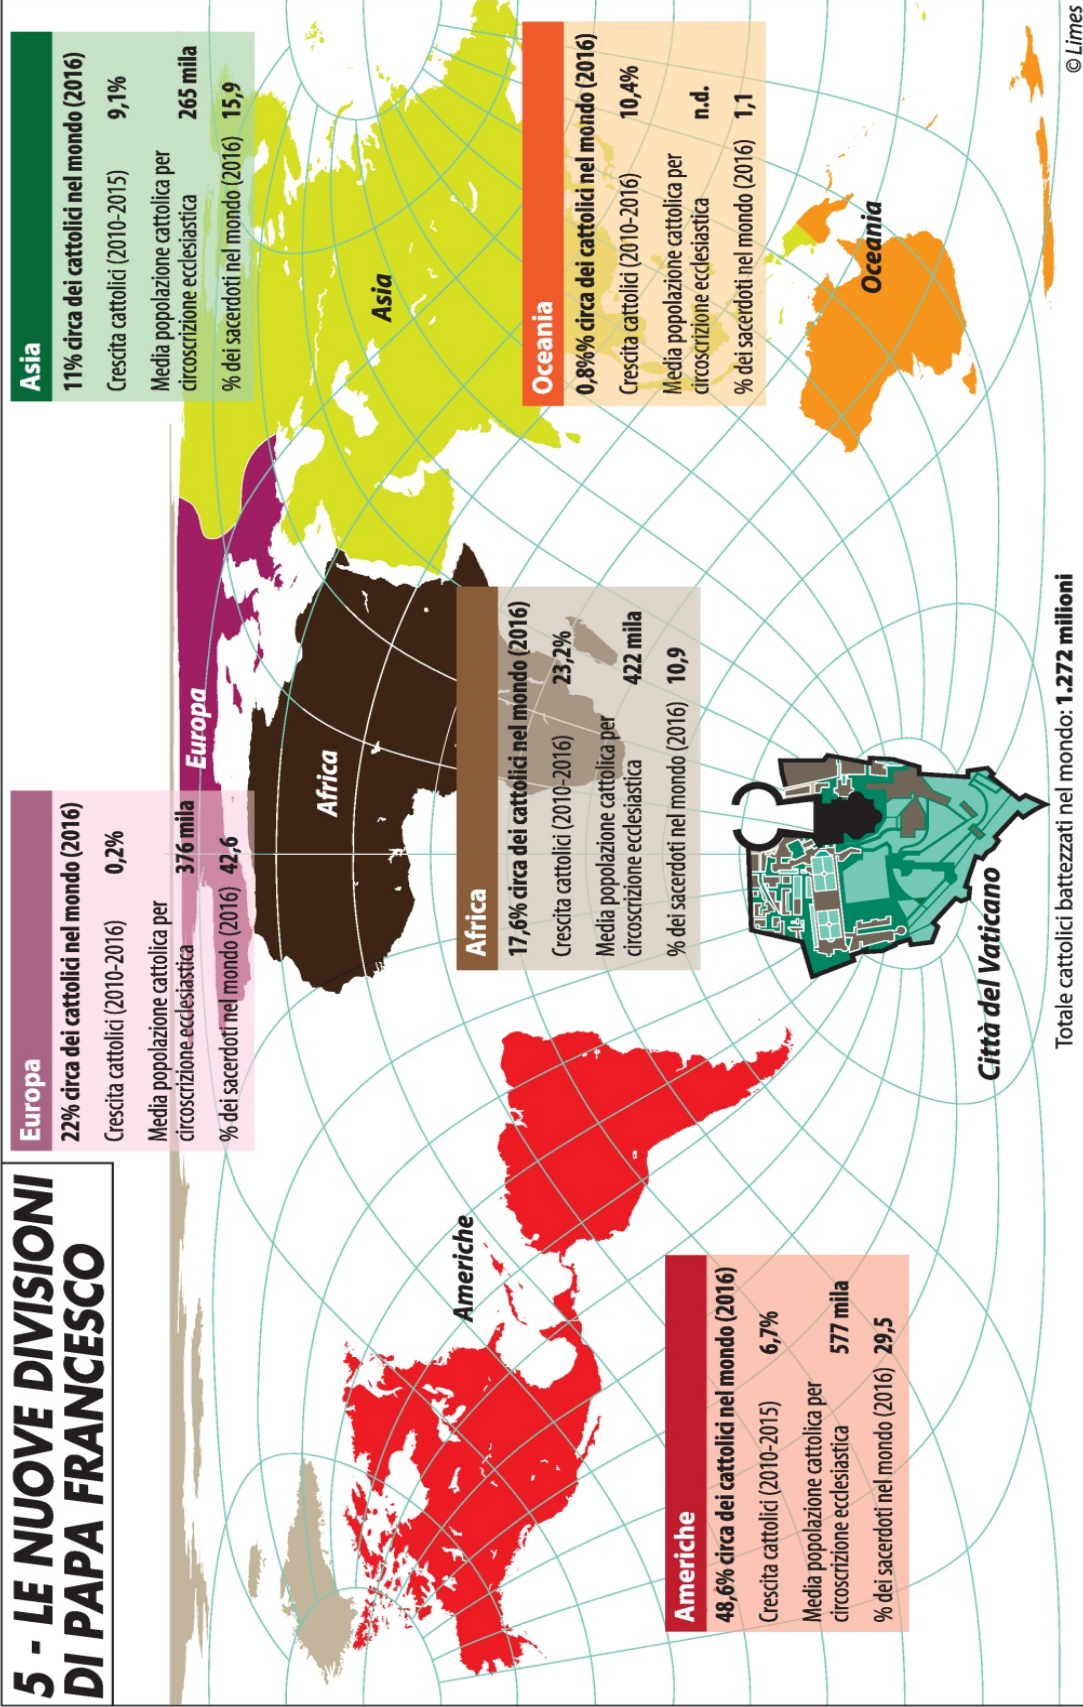 5 - LE NUOVE DIVISIONI
DI PAPA FRANCESCO
Europa
22% circa dei cattolici nel mondo (2016)
Crescita cattolici (2010-2016) 0,2%
Media popolazione cattolica per
circoscrizione ecclesiastica 376 mila
% dei sacerdoti nel mondo (2016) 42,6
Asia
11% circa dei cattolici nel mondo (2016)
Crescita cattolici (2010-2015) 9,1%
Media popolazione cattolica per
circoscrizione ecclesiastica 265 mila
% dei sacerdoti nel mondo (2016) 15,9
Europa
Africa
Asia
Americhe
Africa
17,6% circa dei cattolici nel mondo (2016)
Crescita cattolici (2010-2016) 23,2%
Media popolazione cattolica per
circoscrizione ecclesiastica 422 mila
% dei sacerdoti nel mondo (2016) 10,9
Oceania
0,8%% circa dei cattolici nel mondo (2016)
Crescita cattolici (2010-2016) 10,4%
Media popopolazione cattolica per
circoscrizione ecclesiastica n.d.
% dei sacerdoti nel mondo (2016) 1,1
Oceania
Americhe
48,6% circa dei cattolici nel mondo (2016)
Crescita cattolici (2010-2015) 6,7%
Media popolazione cattolica per
circoscrizione ecclesiastica 577 mila
% dei sacerdoti nel mondo (2016) 29,5
Città del Vaticano
Totale cattolici battezzati nel mondo: 1.272 milioni
© Limes